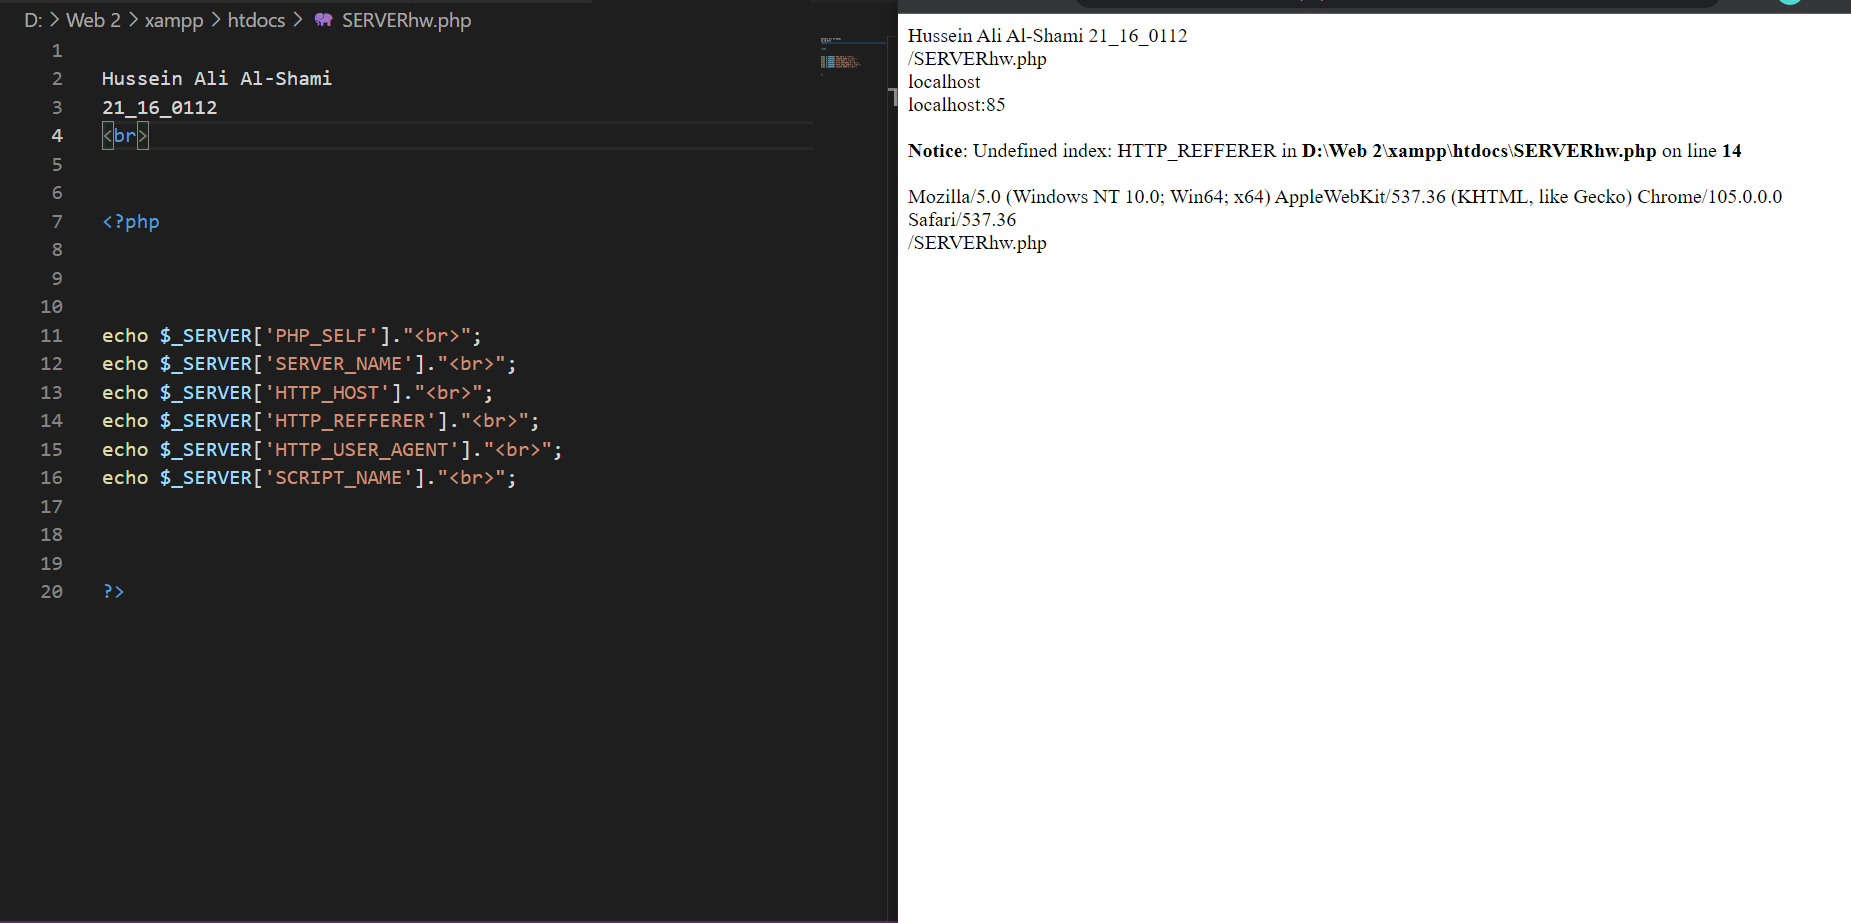 D: > Web 2 > xampp > htdocs > SERVERhw.php
1
2 Hussein Ali Al-Shami
3 21_16_0112
4 <br>
5
6
7 <?php
8
9
10
11 echo $_SERVER['PHP_SELF']."<br>";
12 echo $_SERVER['SERVER_NAME']."<br>";
13 echo $_SERVER['HTTP_HOST']."<br>";
14 echo $_SERVER['HTTP_REFFERER']."<br>";
15 echo $_SERVER['HTTP_USER_AGENT']."<br>";
16 echo $_SERVER['SCRIPT_NAME']."<br>";
17
18
19
20 ?>
Hussein Ali Al-Shami 21_16_0112
/SERVERhw.php
localhost
localhost:85
Notice: Undefined index: HTTP_REFFERER in D:\Web 2\xampp\htdocs\SERVERhw.php on line 14
Mozilla/5.0 (Windows NT 10.0; Win64; x64) AppleWebKit/537.36 (KHTML, like Gecko) Chrome/105.0.0.0
Safari/537.36
/SERVERhw.php